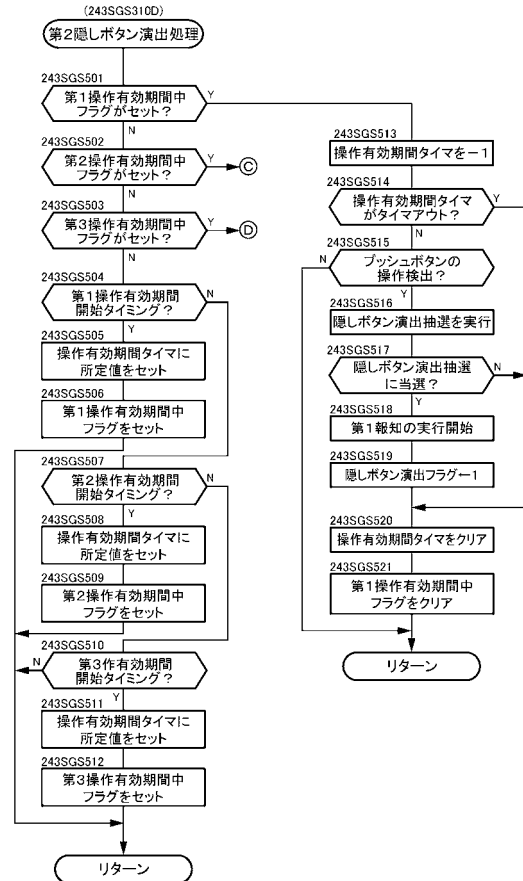 (243SGS310D)
第2隠しボタン演出処理
243SGS501
第1操作有効期間中
フラグがセット？
Y
N
243SGS502
第2操作有効期間中
フラグがセット？
Y
C
N
243SGS503
第3操作有効期間中
フラグがセット？
Y
D
N
243SGS504
第1操作有効期間
開始タイミング？
N
Y
243SGS505
操作有効期間タイマに
所定値をセット
243SGS506
第1操作有効期間中
フラグをセット
243SGS507
第2操作有効期間
開始タイミング？
N
Y
243SGS508
操作有効期間タイマに
所定値をセット
243SGS509
第2操作有効期間中
フラグをセット
243SGS510
N
第3作有効期間
開始タイミング？
Y
243SGS511
操作有効期間タイマに
所定値をセット
243SGS512
第3操作有効期間中
フラグをセット
リターン
243SGS513
操作有効期間タイマを－1
243SGS514
操作有効期間タイマ
がタイマアウト？
Y
N
243SGS515
N
プッシュボタンの
操作検出？
Y
243SGS516
隠しボタン演出抽選を実行
243SGS517
隠しボタン演出抽選
に当選？
N
Y
243SGS518
第1報知の実行開始
243SGS519
隠しボタン演出フラグ←1
243SGS520
操作有効期間タイマをクリア
243SGS521
第1操作有効期間中
フラグをクリア
リターン